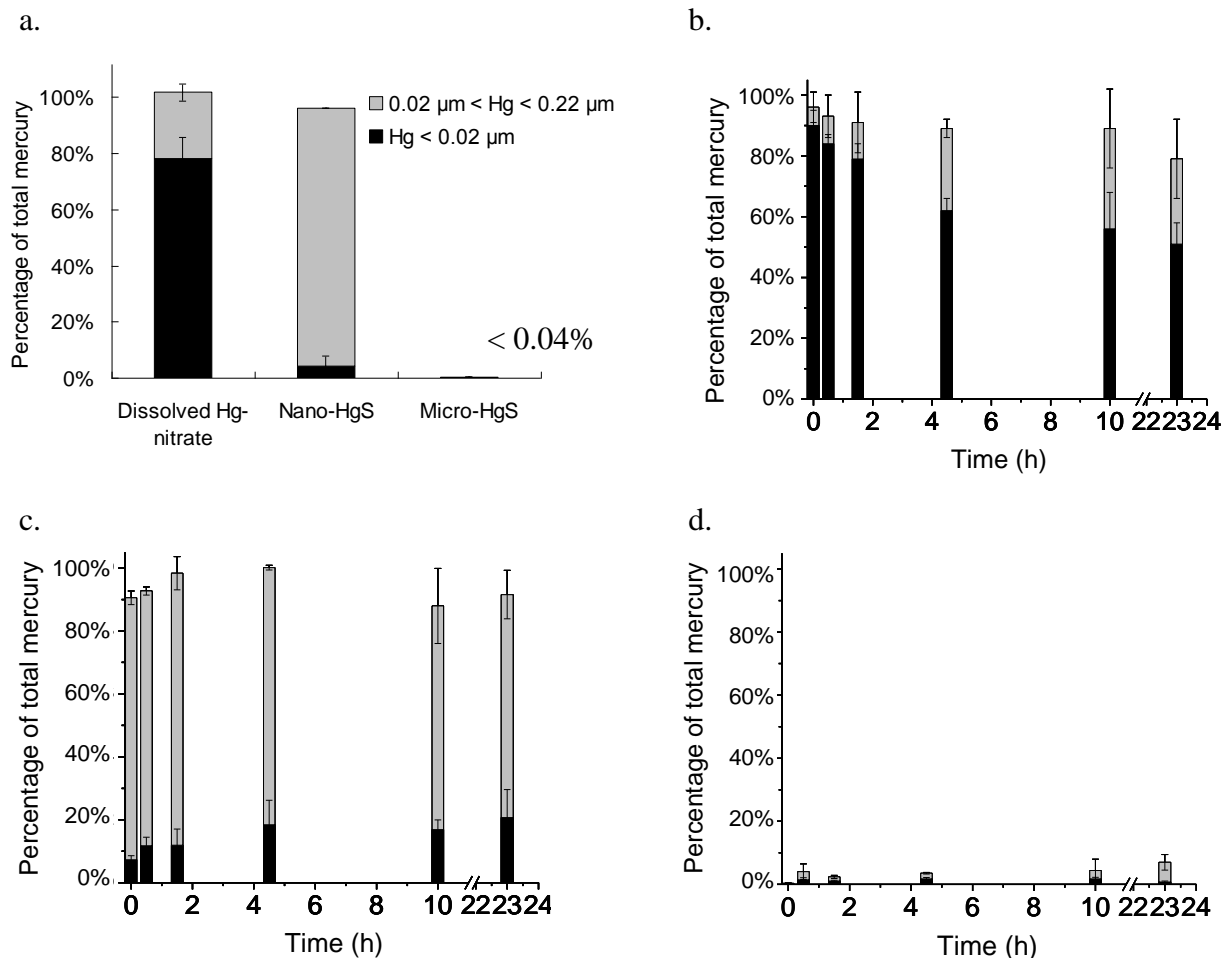 a.
Percentage of total mercury
100%
80%
60%
40%
20%
0%
0.02 µm < Hg < 0.22 µm
Hg < 0.02 µm
< 0.04%
Dissolved Hg-
nitrate
Nano-HgS
Micro-HgS
b.
Percentage of total mercury
100%
80%
60%
40%
20%
0%
0 2 4 6 8 10 22 23 24
Time (h)
c.
Percentage of total mercury
100%
80%
60%
40%
20%
0%
0 2 4 6 8 10 22 23 24
Time (h)
d.
Percentage of total mercury
100%
80%
60%
40%
20%
0%
0 2 4 6 8 10 22 23 24
Time (h)